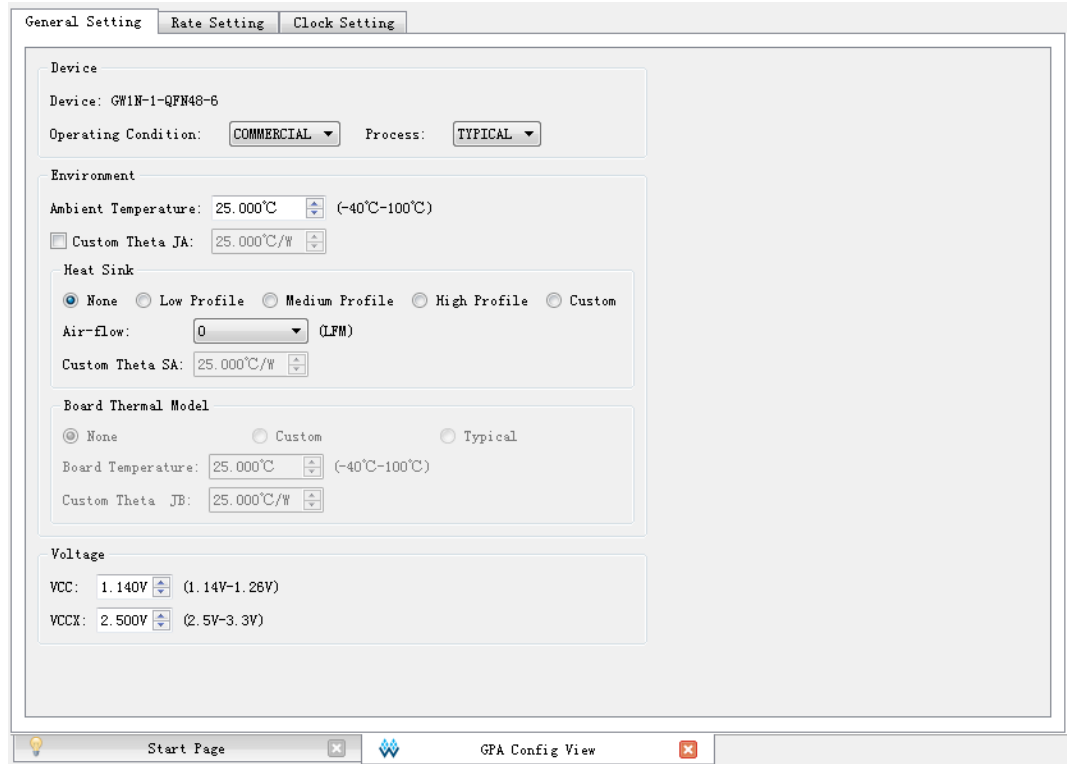 General Setting Rate Setting Clock Setting
Device
Device: GW1N-1-QFN48-6
Operating Condition: COMMERCIAL Process: TYPICAL
Environment
Ambient Temperature: 25.000℃ (-40℃-100℃)
Custom Theta JA: 25.000℃/W
Heat Sink
None Low Profile Medium Profile High Profile Custom
Air-flow: 0 (LFM)
Custom Theta SA: 25.000℃/W
Board Thermal Model
None Custom Typical
Board Temperature: 25.000℃ (-40℃-100℃)
Custom Theta JB: 25.000℃/W
Voltage
VCC: 1.140V (1.14V-1.26V)
VCCX: 2.500V (2.5V-3.3V)
Start Page GPA Config View